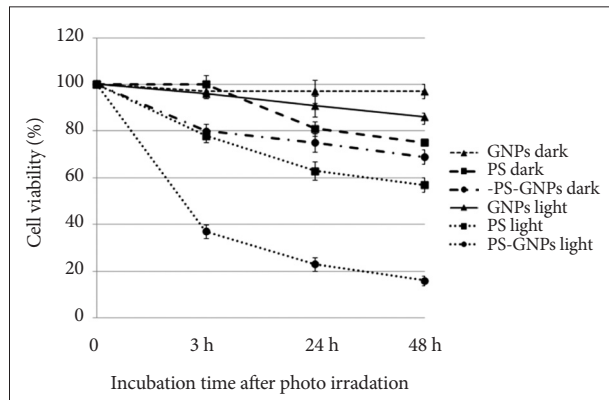 120
100
80
60
40
20
0
Cell viability (%)
0 3 h 24 h 48 h
Incubation time after photo irradation
GNPs dark
PS dark
-PS-GNPs dark
GNPs light
PS light
PS-GNPs light